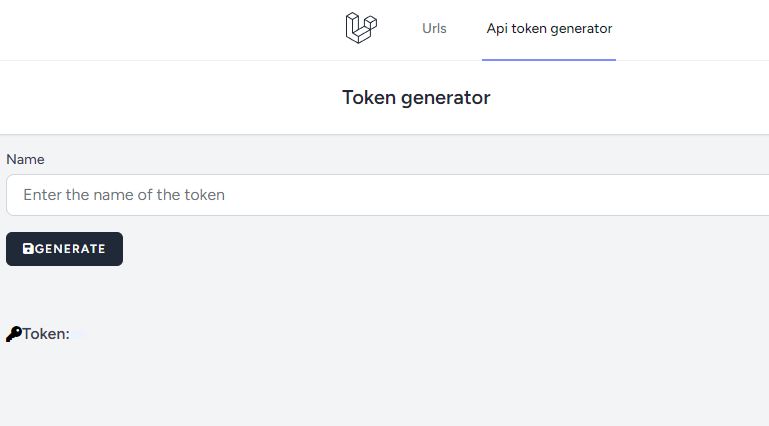 Urls Api token generator
Token generator
Name
Enter the name of the token
GENERATE
Token: